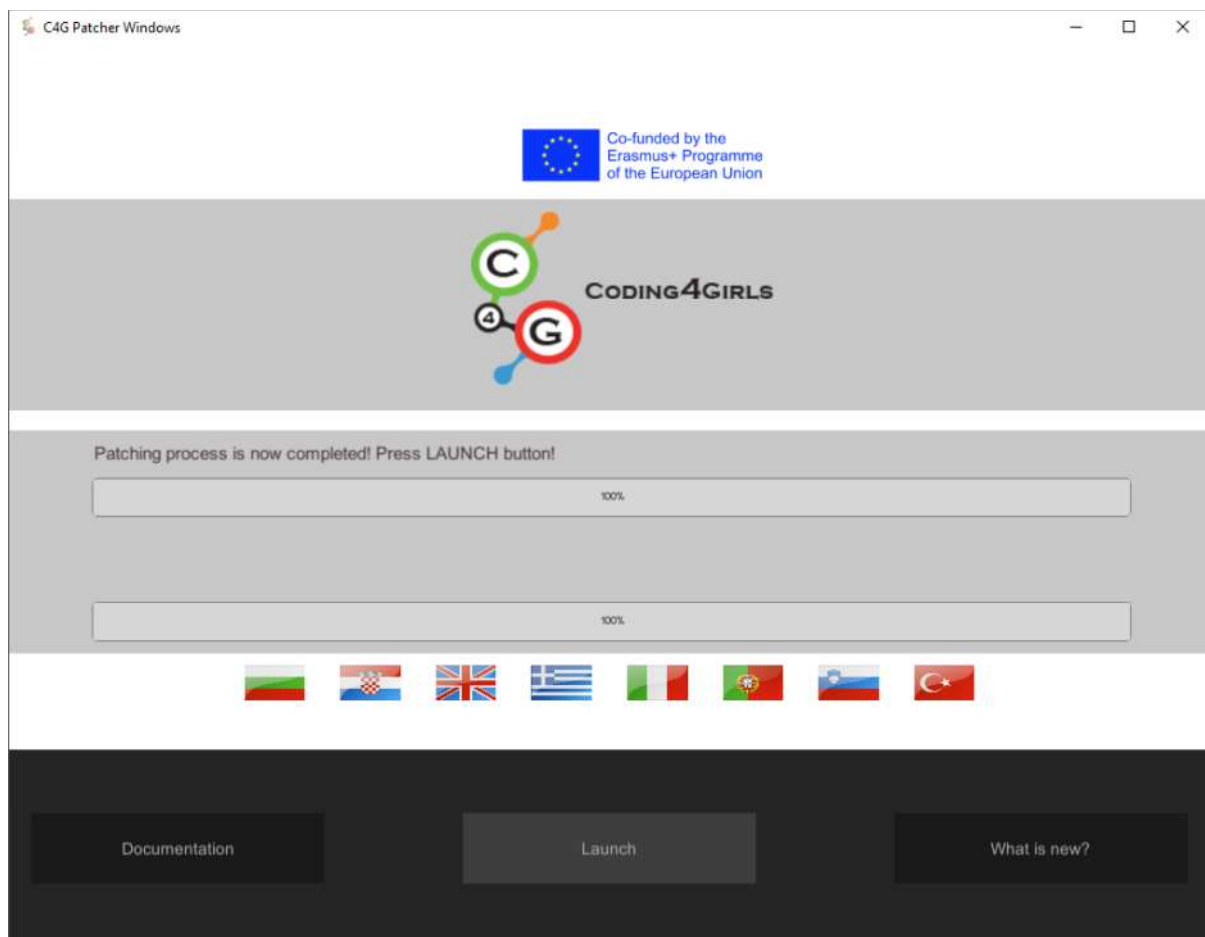 C4G Patcher Windows
Co-funded by the
Erasmus+ Programme
of the European Union
C
4
G
CODING4GIRLS
Patching process is now completed! Press LAUNCH button!
100%
100%
Documentation
Launch
What is new?